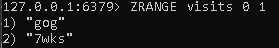 127.0.0.1:6379> ZRANGE visits 0 1
1) "gog"
2) "7wks"